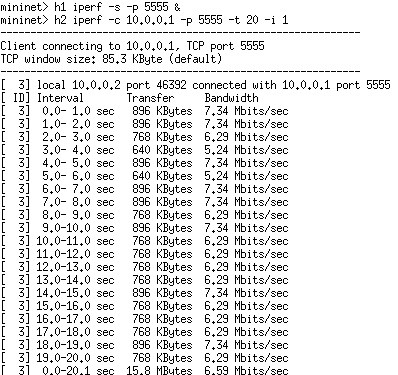 mininet> h1 iperf -s -p 5555 &
mininet> h2 iperf -c 10.0.0.1 -p 5555 -t 20 -i 1
------------------------------------------------------------
Client connecting to 10.0.0.1, TCP port 5555
TCP window size: 85.3 KByte (default)
------------------------------------------------------------
[  3] local 10.0.0.2 port 46392 connected with 10.0.0.1 port 5555
[ ID] Interval       Transfer     Bandwidth
[  3]  0.0- 1.0 sec   896 KBytes  7.34 Mbits/sec
[  3]  1.0- 2.0 sec   896 KBytes  7.34 Mbits/sec
[  3]  2.0- 3.0 sec   768 KBytes  6.29 Mbits/sec
[  3]  3.0- 4.0 sec   640 KBytes  5.24 Mbits/sec
[  3]  4.0- 5.0 sec   896 KBytes  7.34 Mbits/sec
[  3]  5.0- 6.0 sec   640 KBytes  5.24 Mbits/sec
[  3]  6.0- 7.0 sec   896 KBytes  7.34 Mbits/sec
[  3]  7.0- 8.0 sec   768 KBytes  6.29 Mbits/sec
[  3]  8.0- 9.0 sec   768 KBytes  6.29 Mbits/sec
[  3]  9.0-10.0 sec   896 KBytes  7.34 Mbits/sec
[  3] 10.0-11.0 sec   768 KBytes  6.29 Mbits/sec
[  3] 11.0-12.0 sec   768 KBytes  6.29 Mbits/sec
[  3] 12.0-13.0 sec   768 KBytes  6.29 Mbits/sec
[  3] 13.0-14.0 sec   768 KBytes  6.29 Mbits/sec
[  3] 14.0-15.0 sec   896 KBytes  7.34 Mbits/sec
[  3] 15.0-16.0 sec   768 KBytes  6.29 Mbits/sec
[  3] 16.0-17.0 sec   768 KBytes  6.29 Mbits/sec
[  3] 17.0-18.0 sec   768 KBytes  6.29 Mbits/sec
[  3] 18.0-19.0 sec   896 KBytes  7.34 Mbits/sec
[  3] 19.0-20.0 sec   768 KBytes  6.29 Mbits/sec
[  3]  0.0-20.1 sec  15.8 MBytes  6.59 Mbits/sec